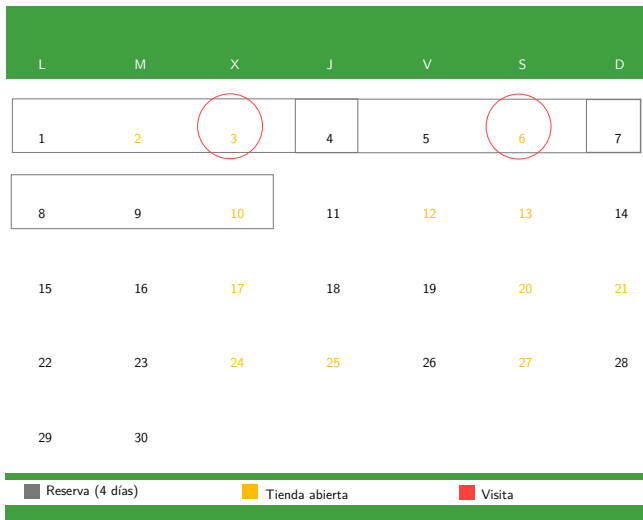 L M X J V S D
1 2 3 4 5 6 7
8 9 10 11 12 13 14
15 16 17 18 19 20 21
22 23 24 25 26 27 28
29 30
Reserva (4 días) Tienda abierta Visita